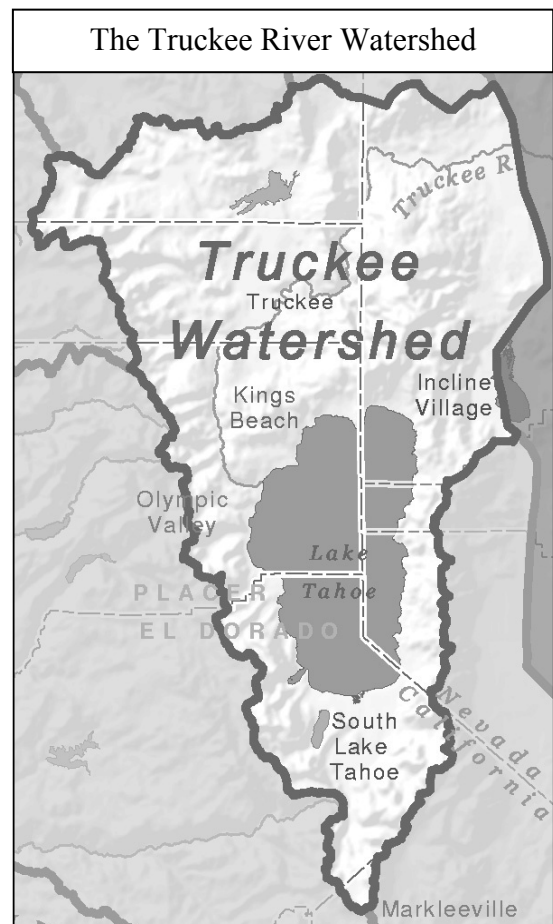 The Truckee River Watershed
Truckee R
Truckee
Truckee
Watershed
Incline
Village
Kings
Beach
Olympic
Valley
Lake
Tahoe
PLACER
EL DORADO
Nevada
California
South
Lake
Tahoe
Markleeville